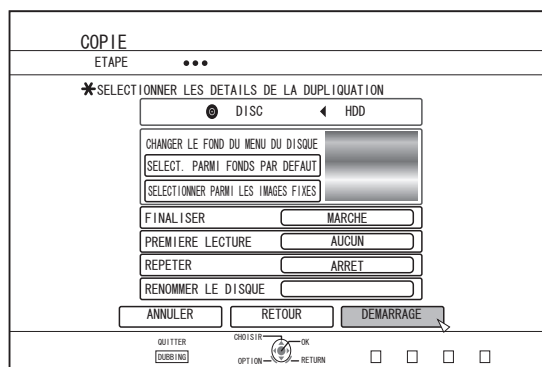 COPIE
ETAPE
SELECTIONNER LES DETAILS DE LA DUPLIQUATION
DISC HDD
CHANGER LE FOND DU MENU DU DISQUE
SELECT. PARMI FONDS PAR DEFAUT
SELECTIONNER PARMI LES IMAGES FIXES
FINALISER MARCHE
PREMIERE LECTURE AUCUN
REPETER ARRET
RENOMMER LE DISQUE
ANNULER RETOUR DEMARRAGE
QUITTER CHOISIR OK
DUBBING OPTION RETURN